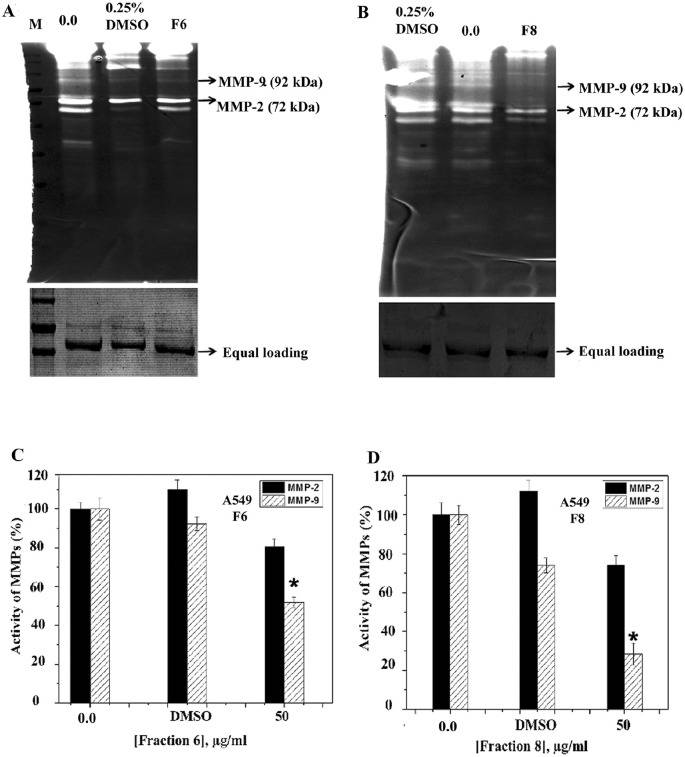 A
M
0.0
0.25%
DMSO
F6
MMP-9 (92 kDa)
MMP-2 (72 kDa)
Equal loading
B
0.25%
DMSO
0.0
F8
MMP-9 (92 kDa)
MMP-2 (72 kDa)
Equal loading
C
Activity of MMPs (%)
120
100
80
60
40
20
0
MMP-2
MMP-9
A549
F6
*
0.0
DMSO
50
[Fraction 6], µg/ml
D
Activity of MMPs (%)
120
100
80
60
40
20
0
MMP-2
MMP-9
A549
F8
*
0.0
DMSO
50
[Fraction 8], µg/ml